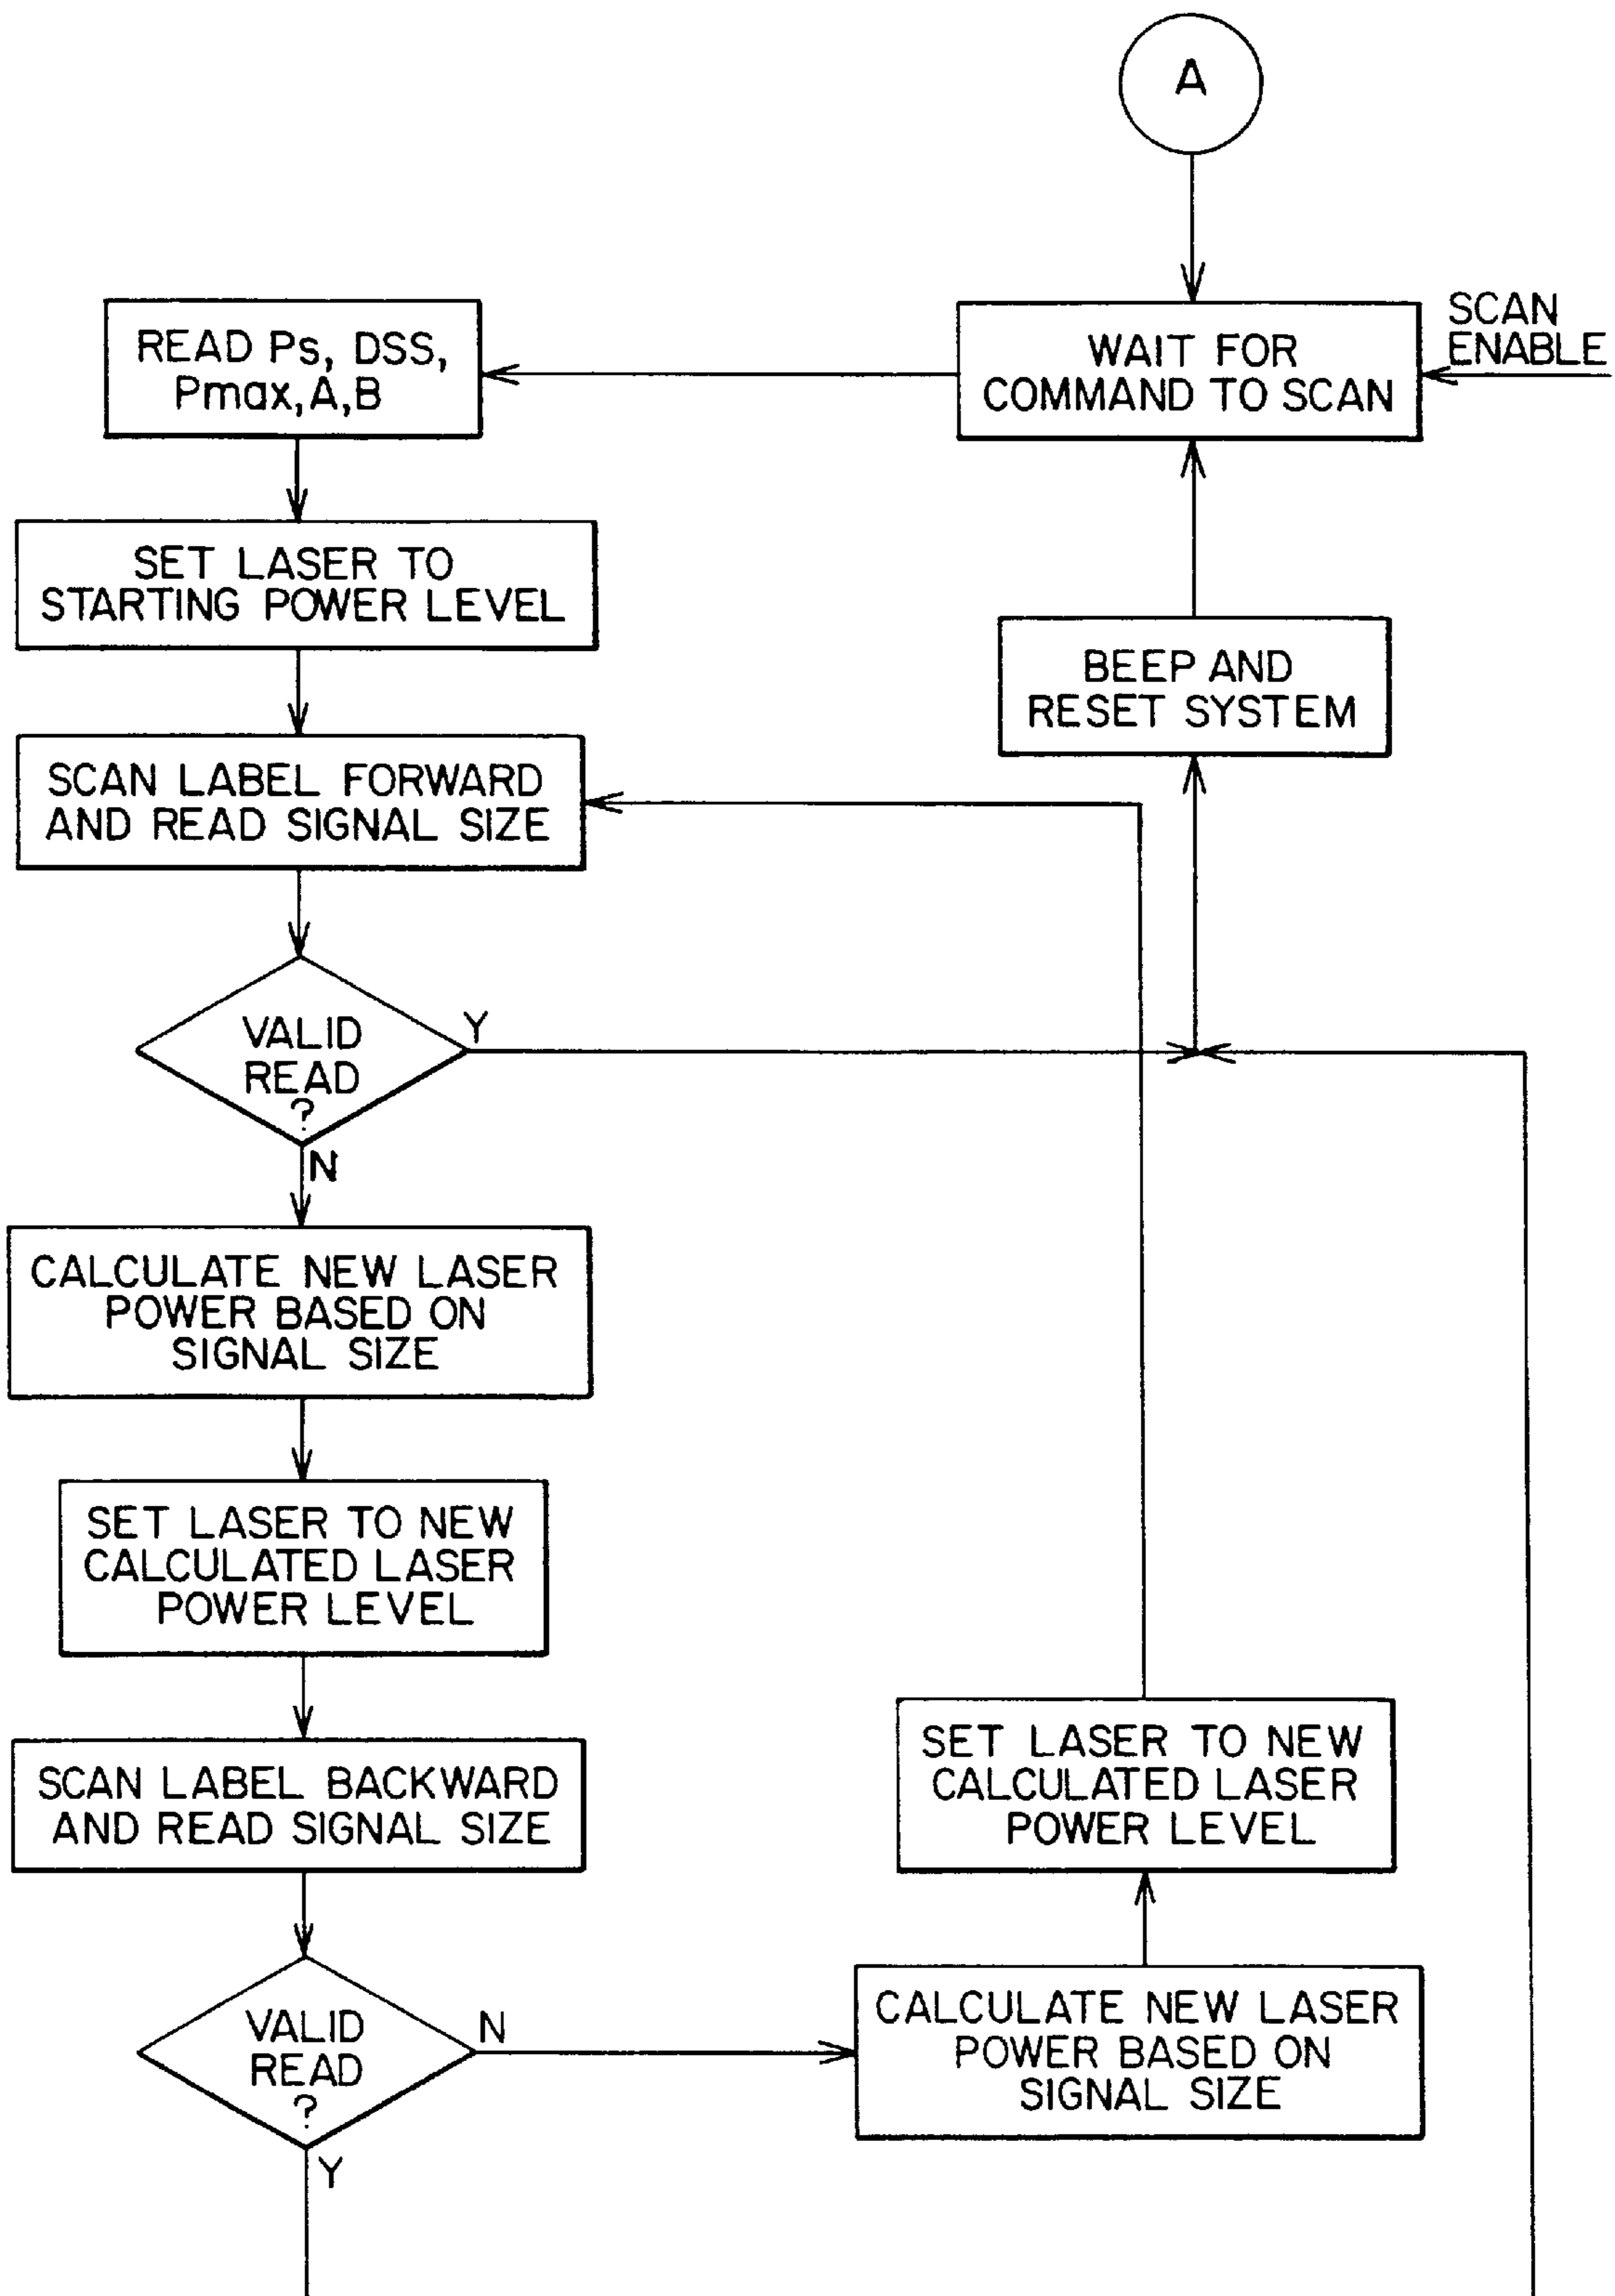 A
SCAN
ENABLE
WAIT FOR
COMMAND TO SCAN
READ Ps, DSS,
Pmax, A, B
SET LASER TO
STARTING POWER LEVEL
BEEP AND
RESET SYSTEM
SCAN LABEL FORWARD
AND READ SIGNAL SIZE
VALID
READ
?
Y
N
CALCULATE NEW LASER
POWER BASED ON
SIGNAL SIZE
SET LASER TO NEW
CALCULATED LASER
POWER LEVEL
SCAN LABEL BACKWARD
AND READ SIGNAL SIZE
VALID
READ
?
N
Y
CALCULATE NEW LASER
POWER BASED ON
SIGNAL SIZE
SET LASER TO NEW
CALCULATED LASER
POWER LEVEL